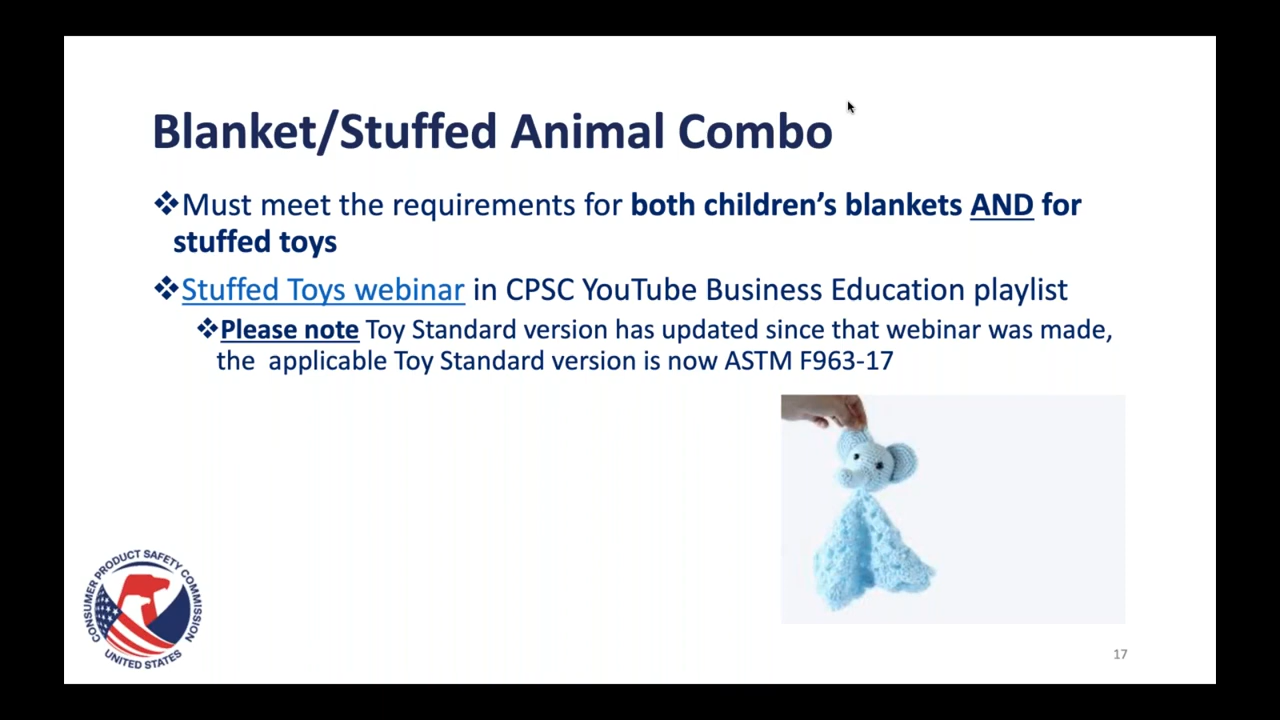 Blanket/Stuffed Animal Combo
❖Must meet the requirements for both children’s blankets AND for
stuffed toys
❖Stuffed Toys webinar in CPSC YouTube Business Education playlist
❖Please note Toy Standard version has updated since that webinar was made,
the applicable Toy Standard version is now ASTM F963-17
CONSUMER PRODUCT SAFETY COMMISSION
UNITED STATES
17